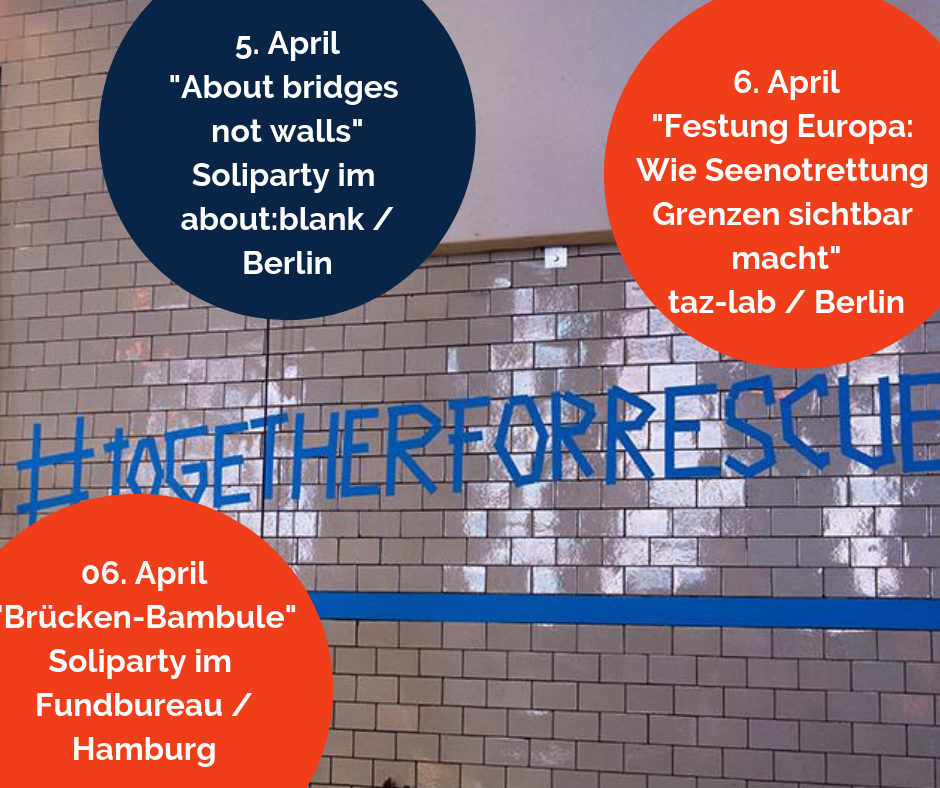 5. April
"About bridges
not walls"
Soliparty im
about:blank /
Berlin
6. April
"Festung Europa:
Wie Seenotrettung
Grenzen sichtbar
macht"
taz-lab / Berlin
#TOGETHERFORRESCUE
06. April
"Brücken-Bambule"
Soliparty im
Fundbureau /
Hamburg